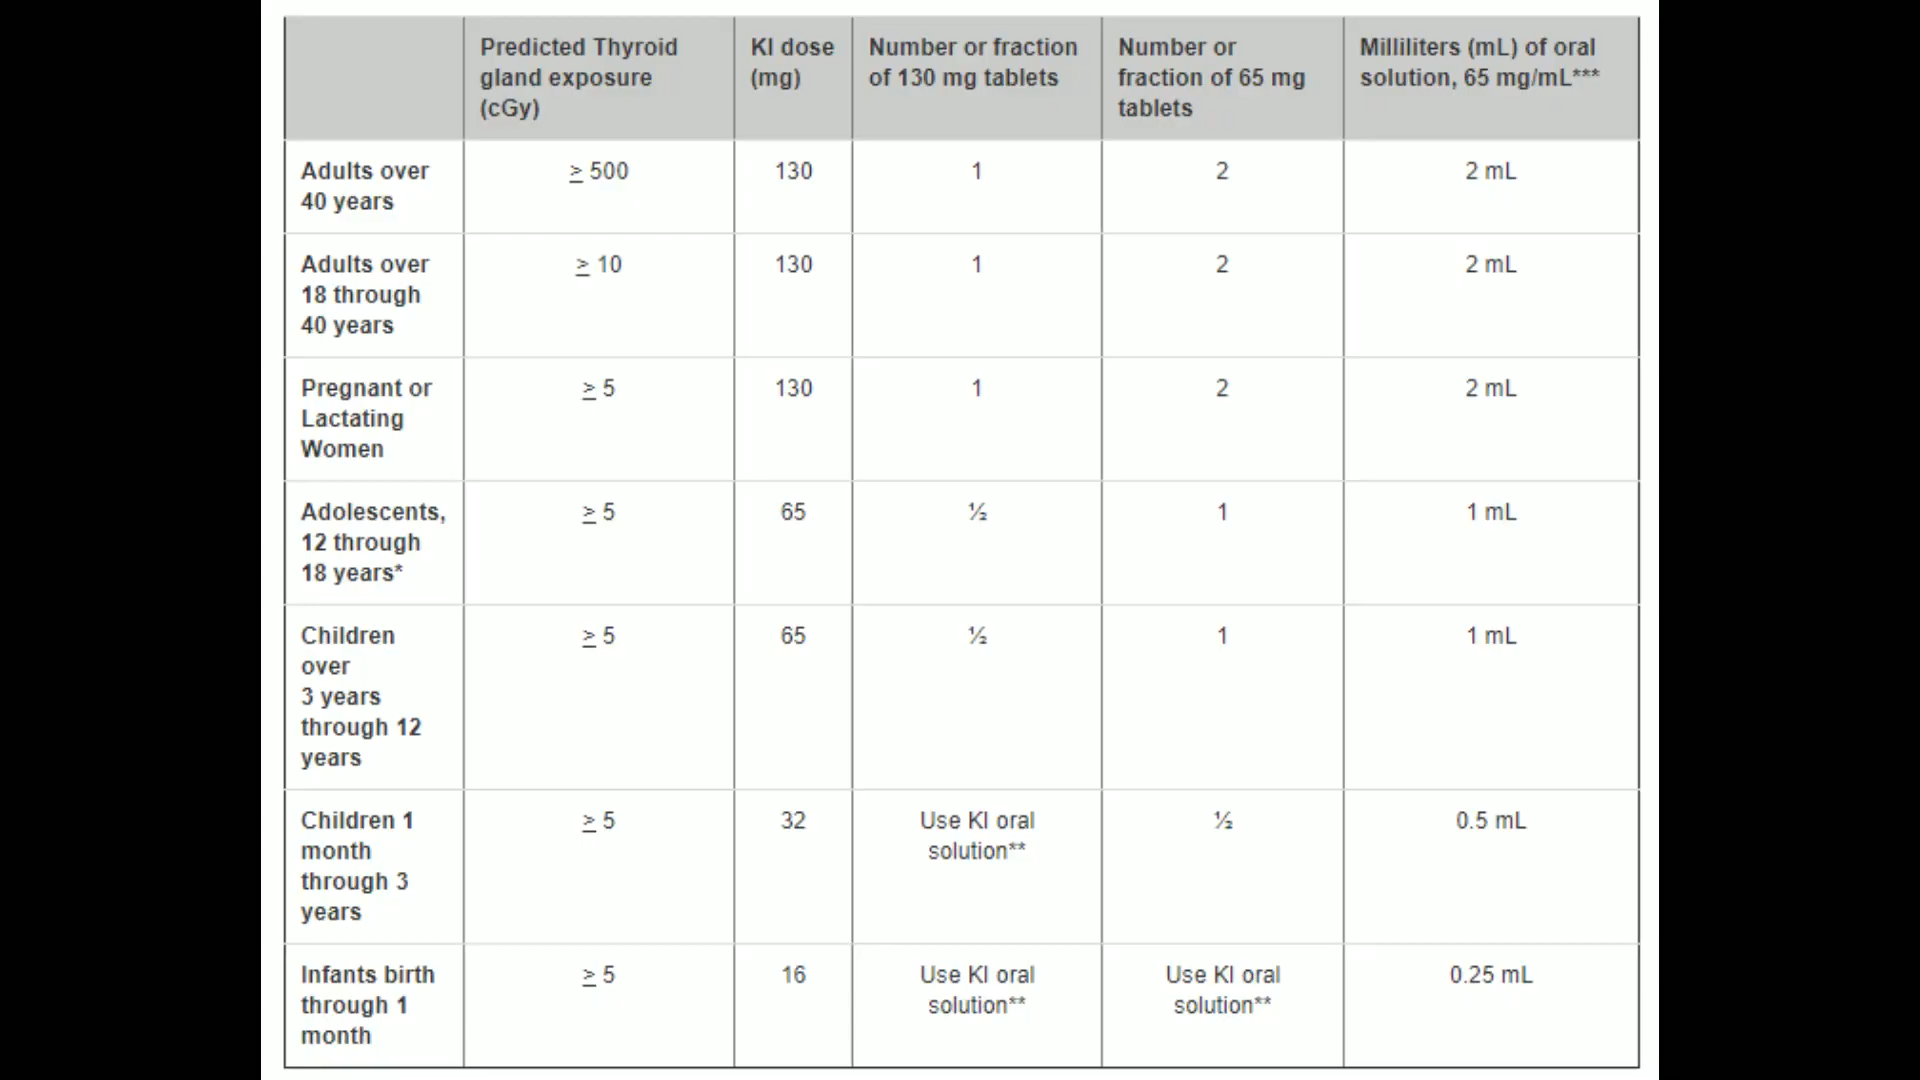 Predicted Thyroid
gland exposure
(cGy)
KI dose
(mg)
Number or fraction
of 130 mg tablets
Number or
fraction of 65 mg
tablets
Milliliters (mL) of oral
solution, 65 mg/mL***
Adults over
40 years
≥ 500
130
1
2
2 mL
Adults over
18 through
40 years
≥ 10
130
1
2
2 mL
Pregnant or
Lactating
Women
≥ 5
130
1
2
2 mL
Adolescents,
12 through
18 years*
≥ 5
65
½
1
1 mL
Children
over
3 years
through 12
years
≥ 5
65
½
1
1 mL
Children 1
month
through 3
years
≥ 5
32
Use KI oral
solution**
½
0.5 mL
Infants birth
through 1
month
≥ 5
16
Use KI oral
solution**
Use KI oral
solution**
0.25 mL